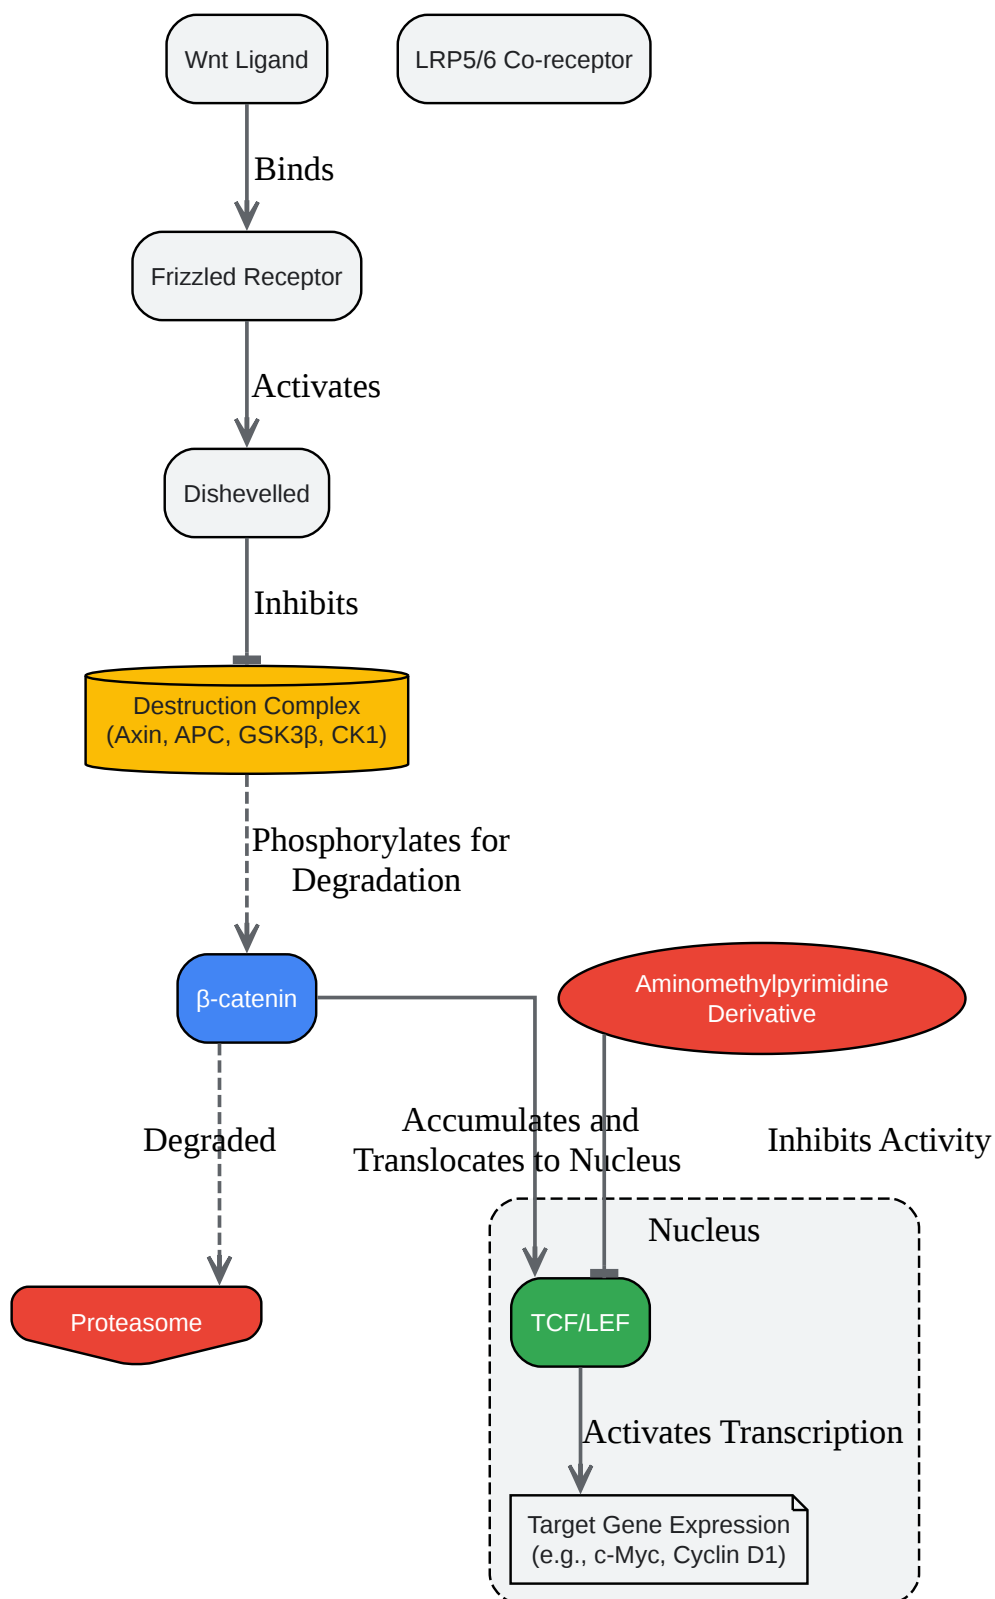 Wnt Ligand
LRP5/6 Co-receptor
Binds
Frizzled Receptor
Activates
Dishevelled
Inhibits
Destruction Complex
(Axin, APC, GSK3β, CK1)
Phosphorylates for
Degradation
β-catenin
Aminomethylpyrimidine
Derivative
Degraded
Accumulates and
Translocates to Nucleus
Inhibits Activity
Nucleus
Proteasome
TCF/LEF
Activates Transcription
Target Gene Expression
(e.g., c-Myc, Cyclin D1)